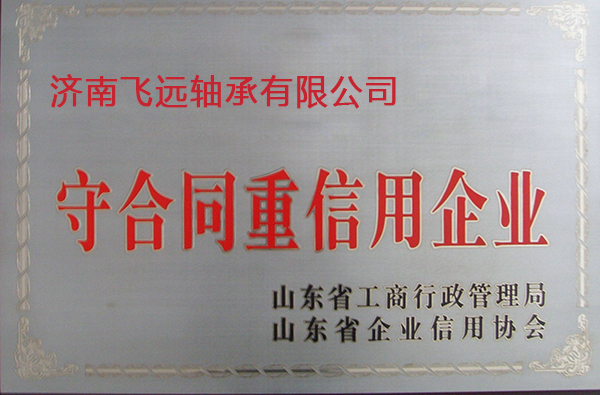 济南飞远轴承有限公司
守合同重信用企业
山东省工商行政管理局
山东省企业信用协会